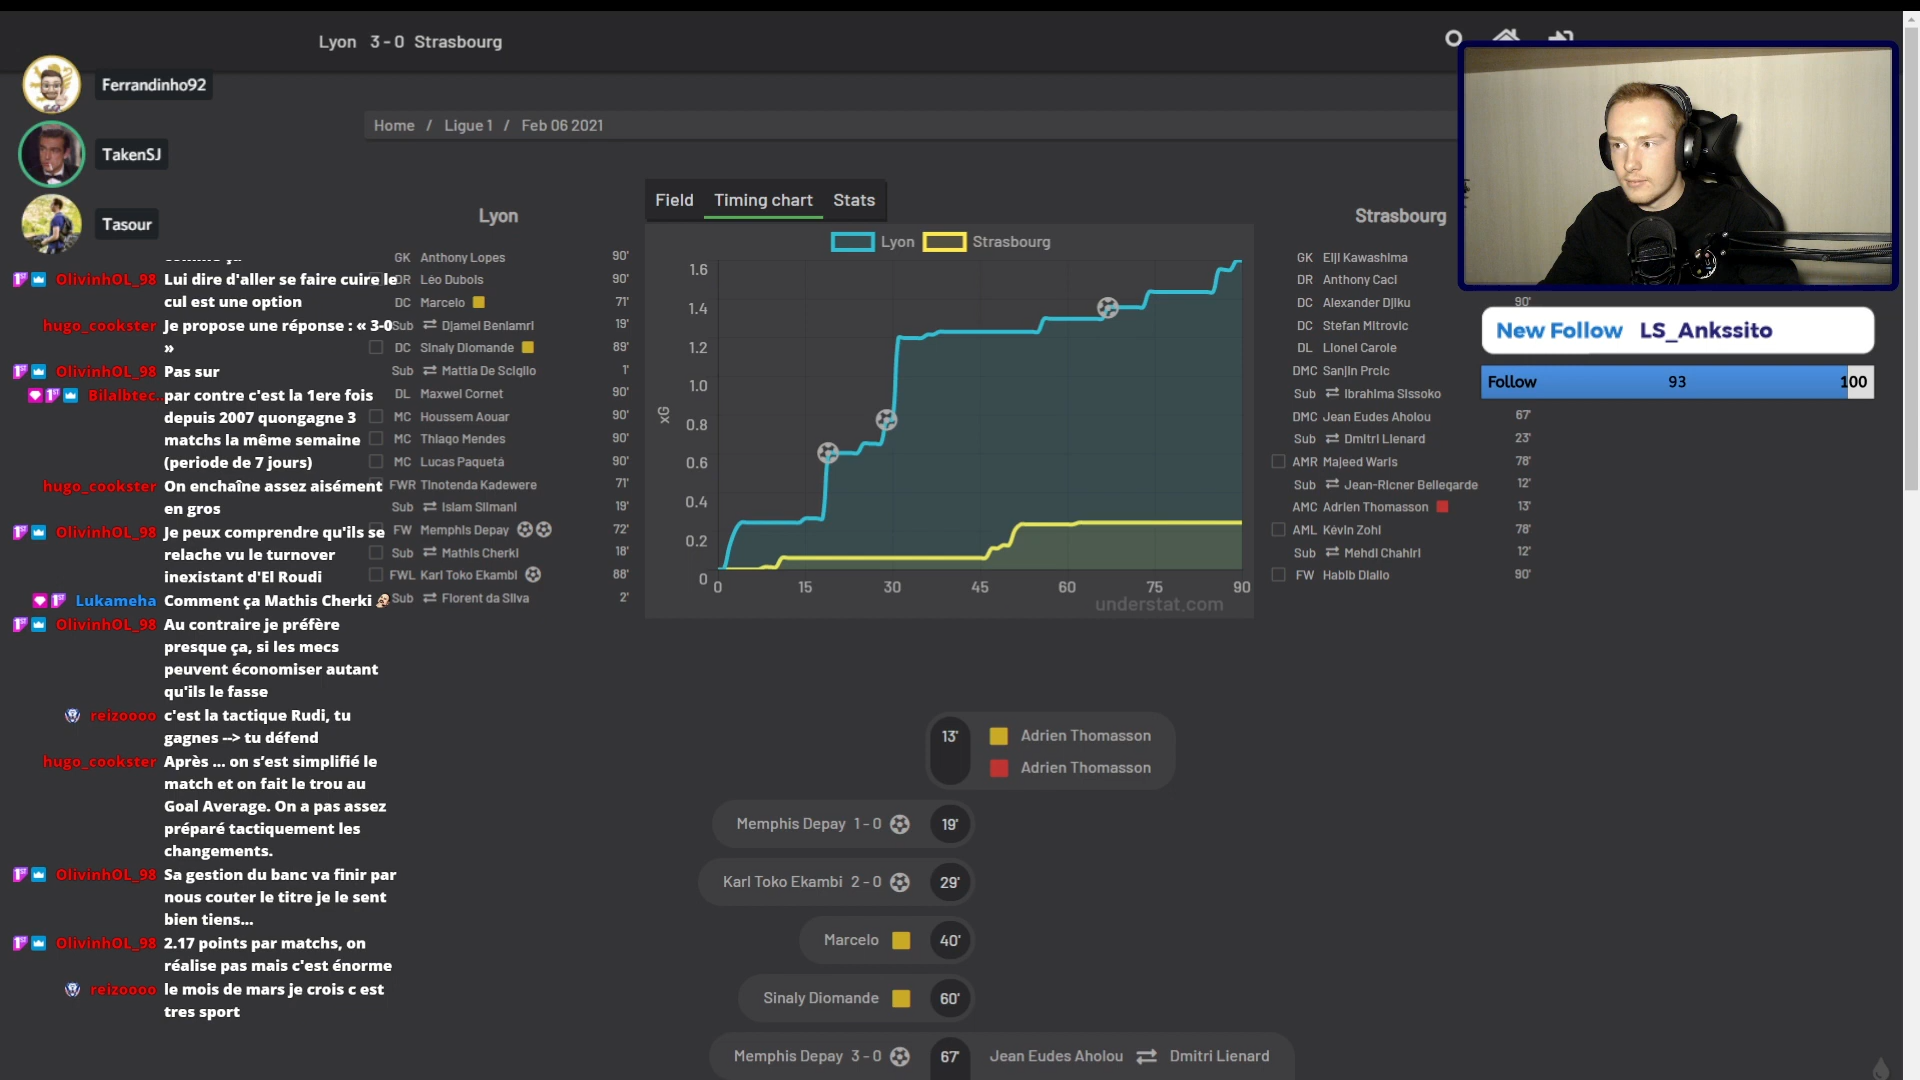 Lyon 3 - 0 Strasbourg
Ferrandinho92
TakenSJ
Tasour
Home / Ligue 1 / Feb 06 2021
Field Timing chart Stats
Lyon
GK Anthony Lopes 90'
DR Léo Dubois 90'
DC Marcelo 71'
Sub Djamel Benlamri 19'
DC Sinaly Diomande 89'
Sub Mattia De Sciglio 1'
DL Maxwel Cornet 90'
MC Houssem Aouar 90'
MC Thiago Mendes 90'
MC Lucas Paquetá 90'
FWR Tinotenda Kadewere 71'
Sub Islam Slimani 19'
FW Memphis Depay 72'
Sub Mathis Cherki 18'
FWL Karl Toko Ekambi 88'
Sub Florent da Silva 2'
Lyon Strasbourg
xG
1.6
1.4
1.2
1.0
0.8
0.6
0.4
0.2
0
0 15 30 45 60 75 90
understat.com
Strasbourg
GK Eiji Kawashima
DR Anthony Caci
DC Alexander Djiku 90'
DC Stefan Mitrovic
DL Lionel Carole
DMC Sanjin Prcic
Sub Ibrahima Sissoko
DMC Jean Eudes Aholou 67'
Sub Dmitri Lienard 23'
AMR Majeed Waris 78'
Sub Jean-Ricner Bellegarde 12'
AMC Adrien Thomasson 13'
AML Kévin Zohi 78'
Sub Mehdi Chahiri 12'
FW Habib Diallo 90'
New Follow LS_Ankssito
Follow 93 100
OlivinhOL_98 Lui dire d'aller se faire cuire le
cul est une option
hugo_cookster Je propose une réponse : « 3-0
»
OlivinhOL_98 Pas sur
Bilalbtec.. par contre c'est la 1ere fois
depuis 2007 quongagne 3
matchs la même semaine
(periode de 7 jours)
hugo_cookster On enchaîne assez aisément
en gros
OlivinhOL_98 Je peux comprendre qu'ils se
relache vu le turnover
inexistant d'El Roudi
Lukameha Comment ça Mathis Cherki
OlivinhOL_98 Au contraire je préfère
presque ça, si les mecs
peuvent économiser autant
qu'ils le fasse
reizoooo c'est la tactique Rudi, tu
gagnes --> tu défend
hugo_cookster Après ... on s’est simplifié le
match et on fait le trou au
Goal Average. On a pas assez
préparé tactiquement les
changements.
OlivinhOL_98 Sa gestion du banc va finir par
nous couter le titre je le sent
bien tiens...
OlivinhOL_98 2.17 points par matchs, on
réalise pas mais c'est énorme
reizoooo le mois de mars je crois c est
tres sport
13' Adrien Thomasson
Adrien Thomasson
Memphis Depay 1 - 0 19'
Karl Toko Ekambi 2 - 0 29'
Marcelo 40'
Sinaly Diomande 60'
Memphis Depay 3 - 0 67' Jean Eudes Aholou Dmitri Lienard